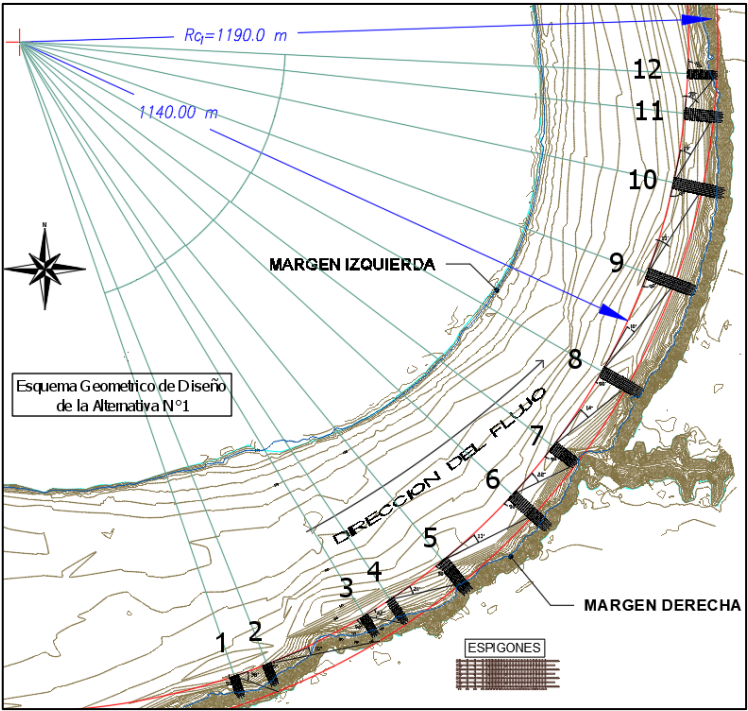 Rc₁=1190.0 m
1140.00 m
12
11
10
N
MARGEN IZQUIERDA
9
8
Esquema Geometrico de Diseño
de la Alternativa N°1
DIRECCION DEL FLUJO
7
6
5
4
3
MARGEN DERECHA
1
2
ESPIGONES